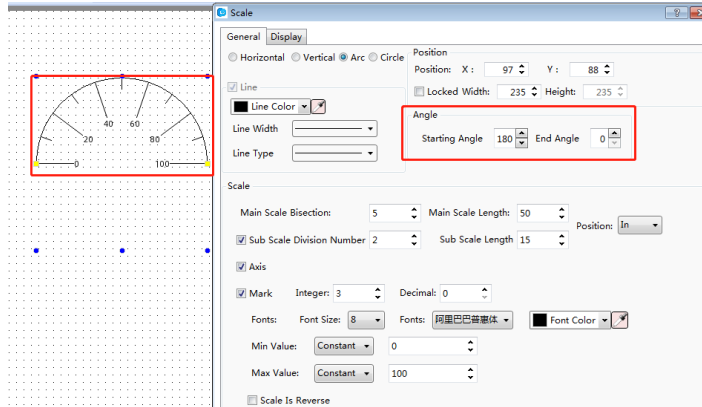 Scale
General Display
Horizontal Vertical Arc Circle
Position
Position: X : 97 Y : 88
Line
Locked Width: 235 Height: 235
Line Color
Angle
Line Width
Starting Angle 180 End Angle 0
Line Type
40 60
20 80
0 100
Scale
Main Scale Bisection: 5 Main Scale Length: 50
Position: In
Sub Scale Division Number 2 Sub Scale Length 15
Axis
Mark Integer: 3 Decimal: 0
Fonts: Font Size: 8 Fonts: 阿里巴巴普惠体 Font Color
Min Value: Constant 0
Max Value: Constant 100
Scale Is Reverse